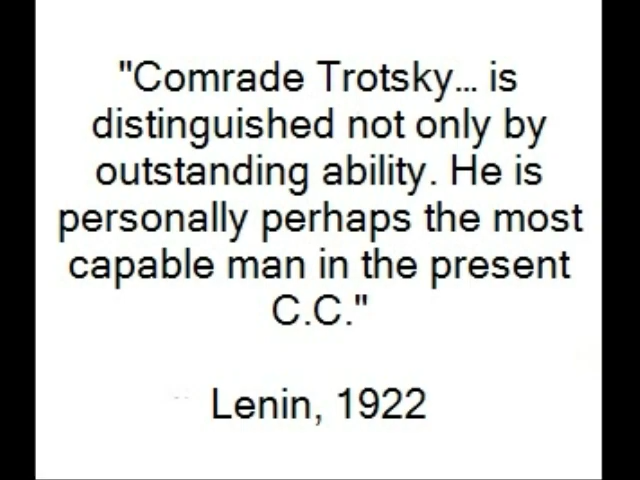 "Comrade Trotsky... is
distinguished not only by
outstanding ability. He is
personally perhaps the most
capable man in the present
C.C."
Lenin, 1922